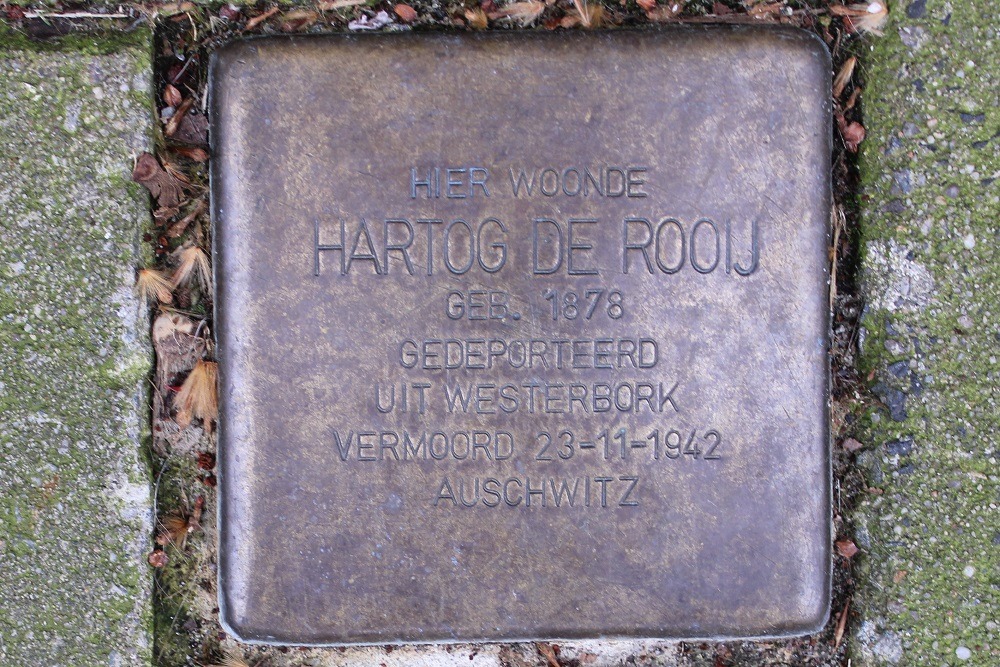 HIER WOONDE
HARTOG DE ROOIJ
GEB. 1878
GEDEPORTEERD
UIT WESTERBORK
VERMOORD 23-11-1942
AUSCHWITZ